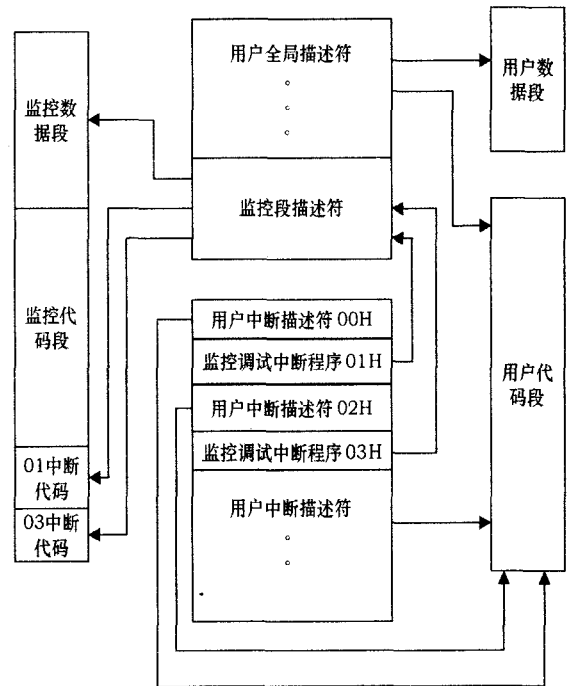 监控数
据段
监控代
码段
01中断
代码
03中断
代码
用户全局描述符
监控段描述符
用户中断描述符 00H
监控调试中断程序 01H
用户中断描述符 02H
监控调试中断程序 03H
用户中断描述符
用户数
据段
用户代
码段